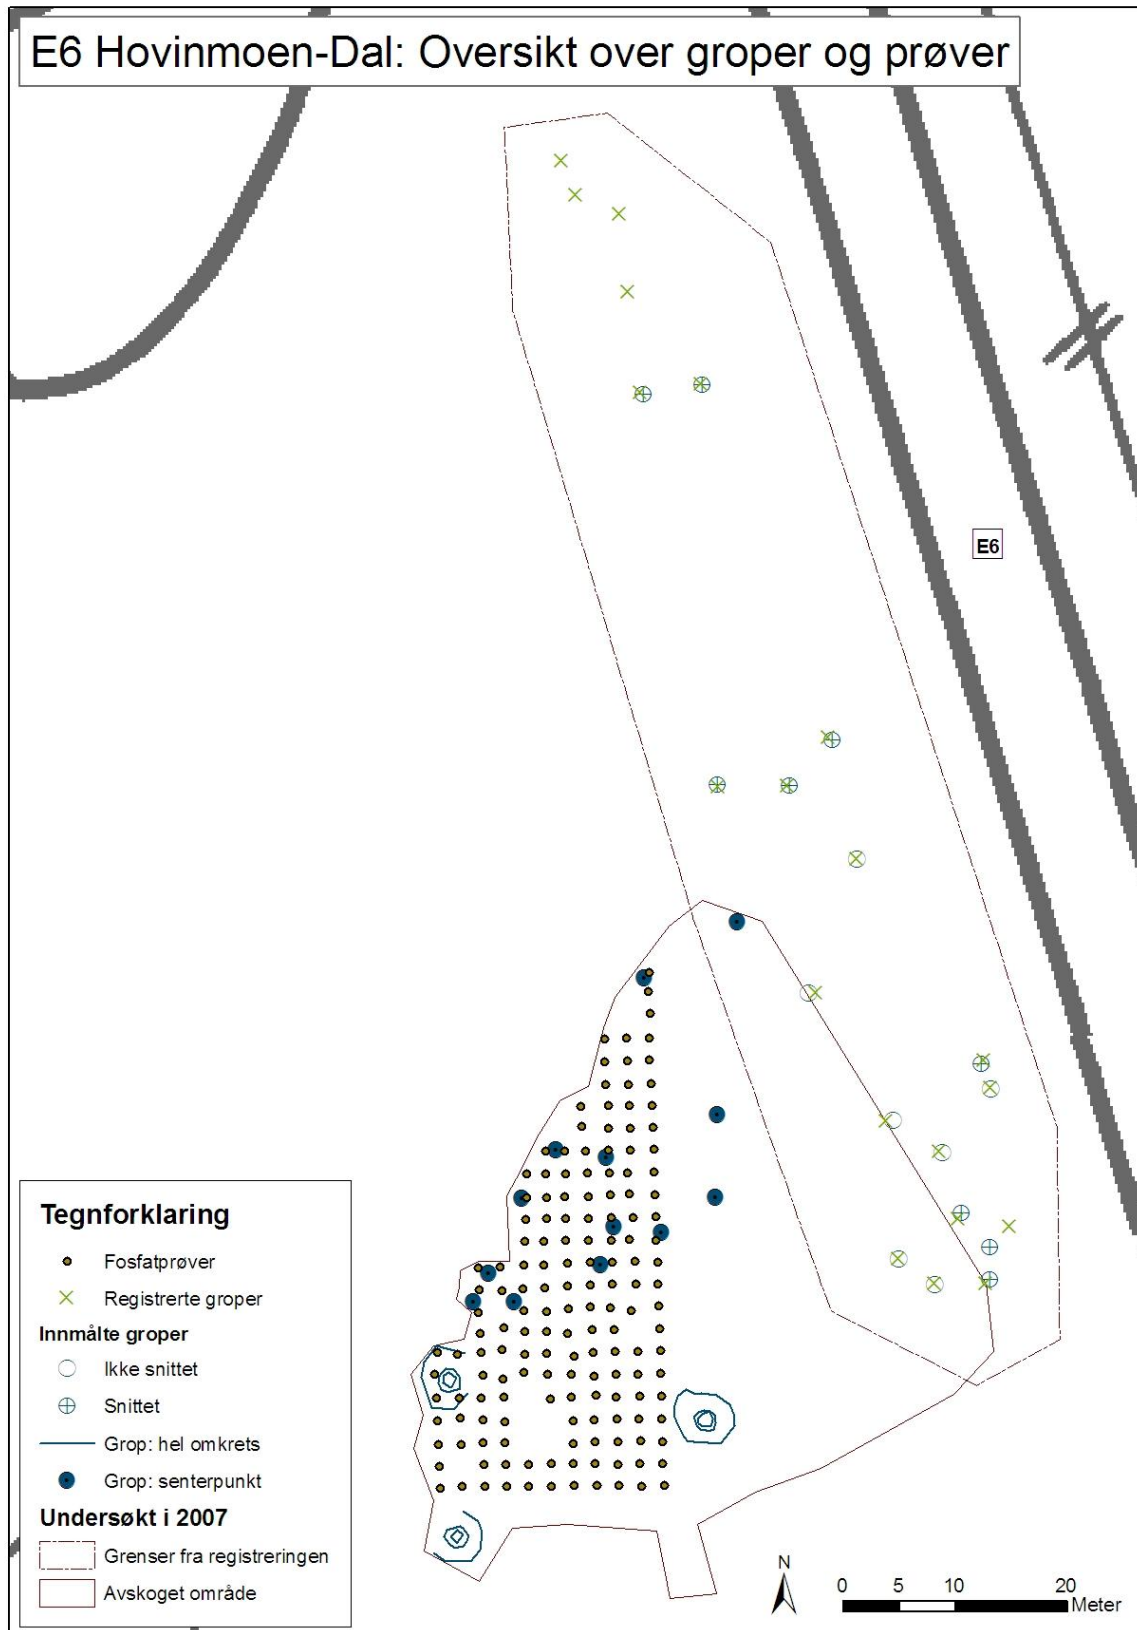 E6 Hovinmoen-Dal: Oversikt over groper og prøver
E6
Tegnforklaring
Fosfatprøver
Registrerte groper
Innmålte groper
Ikke snittet
Snittet
Grop: hel omkrets
Grop: senterpunkt
Undersøkt i 2007
Grenser fra registreringen
Avskoget område
N
0 5 10 20
Meter